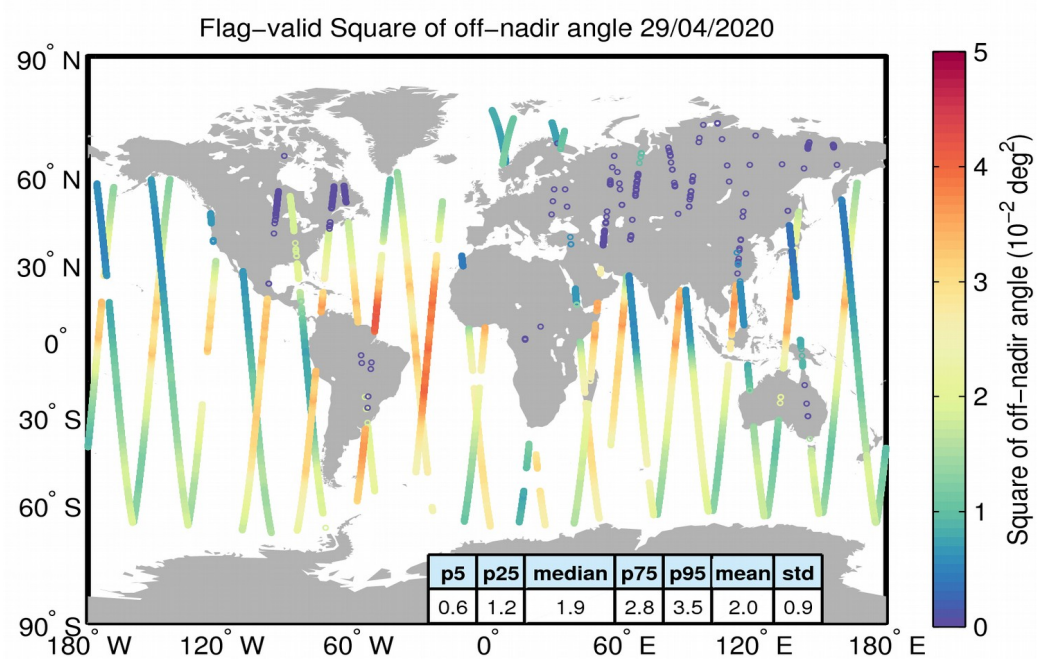 Flag−valid Square of off−nadir angle 29/04/2020
90° N
60° N
30° N
0°
30° S
60° S
90° S
180° W
120° W
60° W
0°
60° E
120° E
180° E
p5 p25 median p75 p95 mean std
0.6 1.2 1.9 2.8 3.5 2.0 0.9
5
4
3
2
1
0
Square of off−nadir angle (10⁻² deg²)